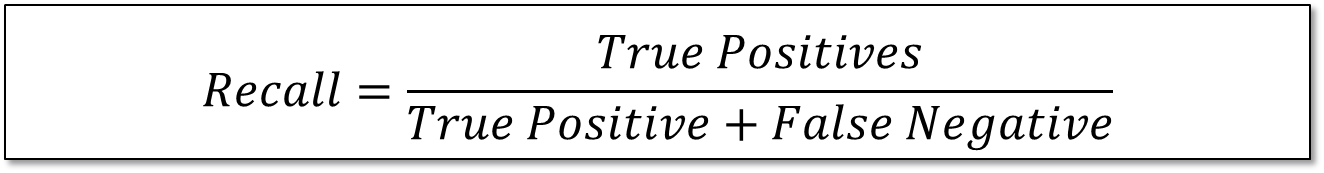 True Positives
Recall =
True Positive + False Negative